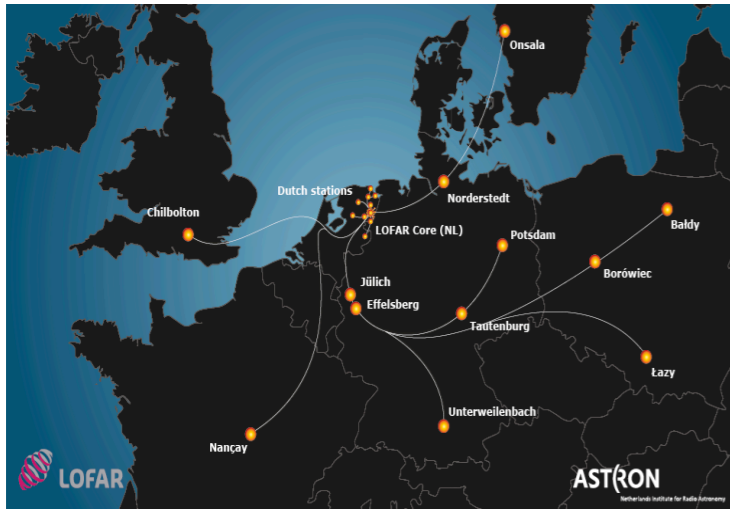 Onsala
Dutch stations
Norderstedt
Chilbolton
Bałdy
LOFAR Core (NL)
Potsdam
Borówiec
Jülich
Effelsberg
Tautenburg
Łazy
Unterweilenbach
Nançay
LOFAR
ASTRON
Netherlands Institute for Radio Astronomy